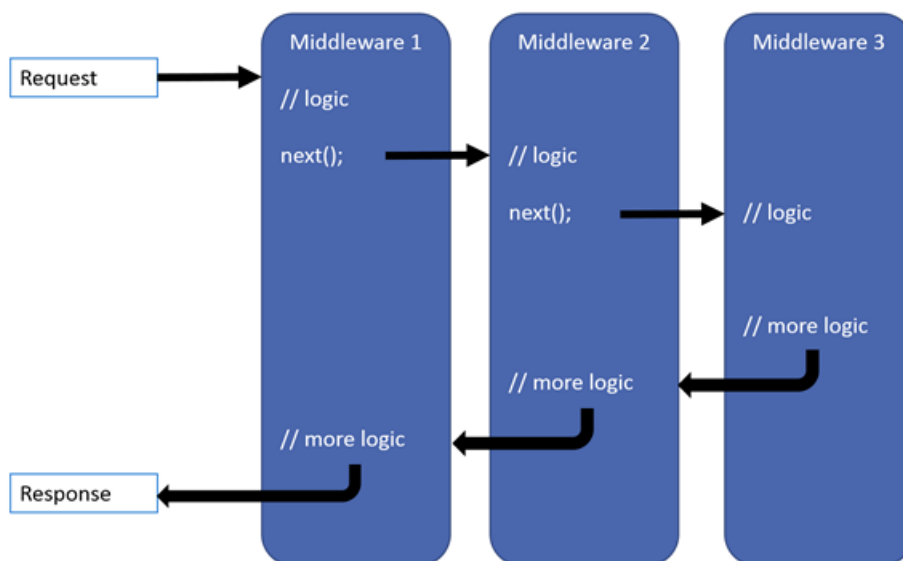 Middleware 1
Middleware 2
Middleware 3
Request
// logic
next();
// logic
next();
// logic
// more logic
// more logic
// more logic
Response